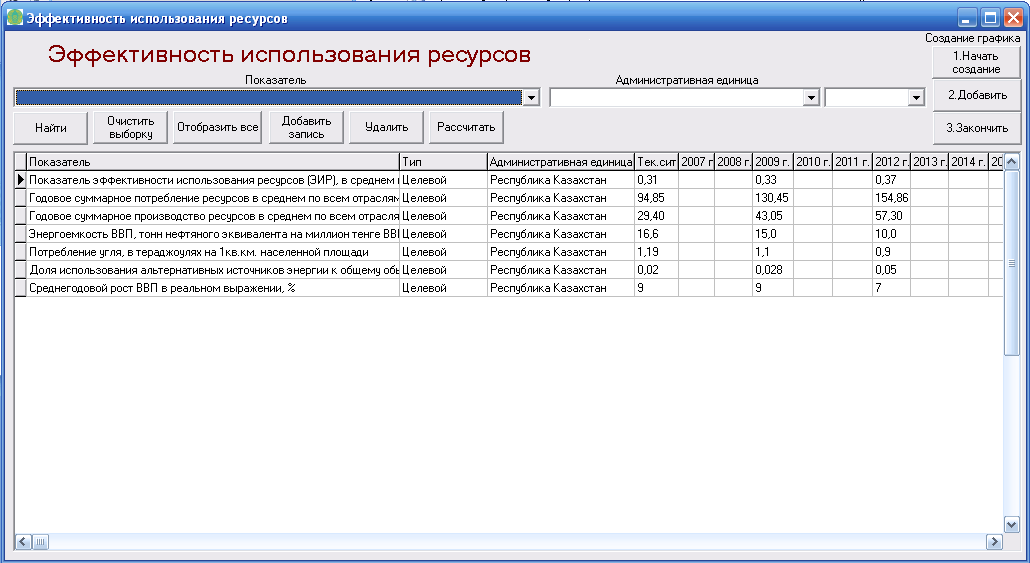 Эффективность использования ресурсов
Создание графика
Эффективность использования ресурсов
1.Начать
создание
Показатель Административная единица
2.Добавить
Найти Очистить выборку Отобразить все Добавить запись Удалить Рассчитать 3.Закончить
Показатель Тип Административная единица Тек.сит 2007 г. 2008 г. 2009 г. 2010 г. 2011 г. 2012 г. 2013 г. 2014 г. 20
Показатель эффективности использования ресурсов (ЭИР), в среднем Целевой Республика Казахстан 0,31 0,33 0,37
Годовое суммарное потребление ресурсов в среднем по всем отраслям Целевой Республика Казахстан 94,85 130,45 154,86
Годовое суммарное производство ресурсов в среднем по всем отрасля Целевой Республика Казахстан 29,40 43,05 57,30
Энергоемкость ВВП, тонн нефтяного эквивалента на миллион тенге ВВП Целевой Республика Казахстан 16,6 15,0 10,0
Потребление угля, в тераджоулях на 1кв.км. населенной площади Целевой Республика Казахстан 1,19 1,1 0,9
Доля использования альтернативных источников энергии к общему объ Целевой Республика Казахстан 0,02 0,028 0,05
Среднегодовой рост ВВП в реальном выражении, % Целевой Республика Казахстан 9 9 7